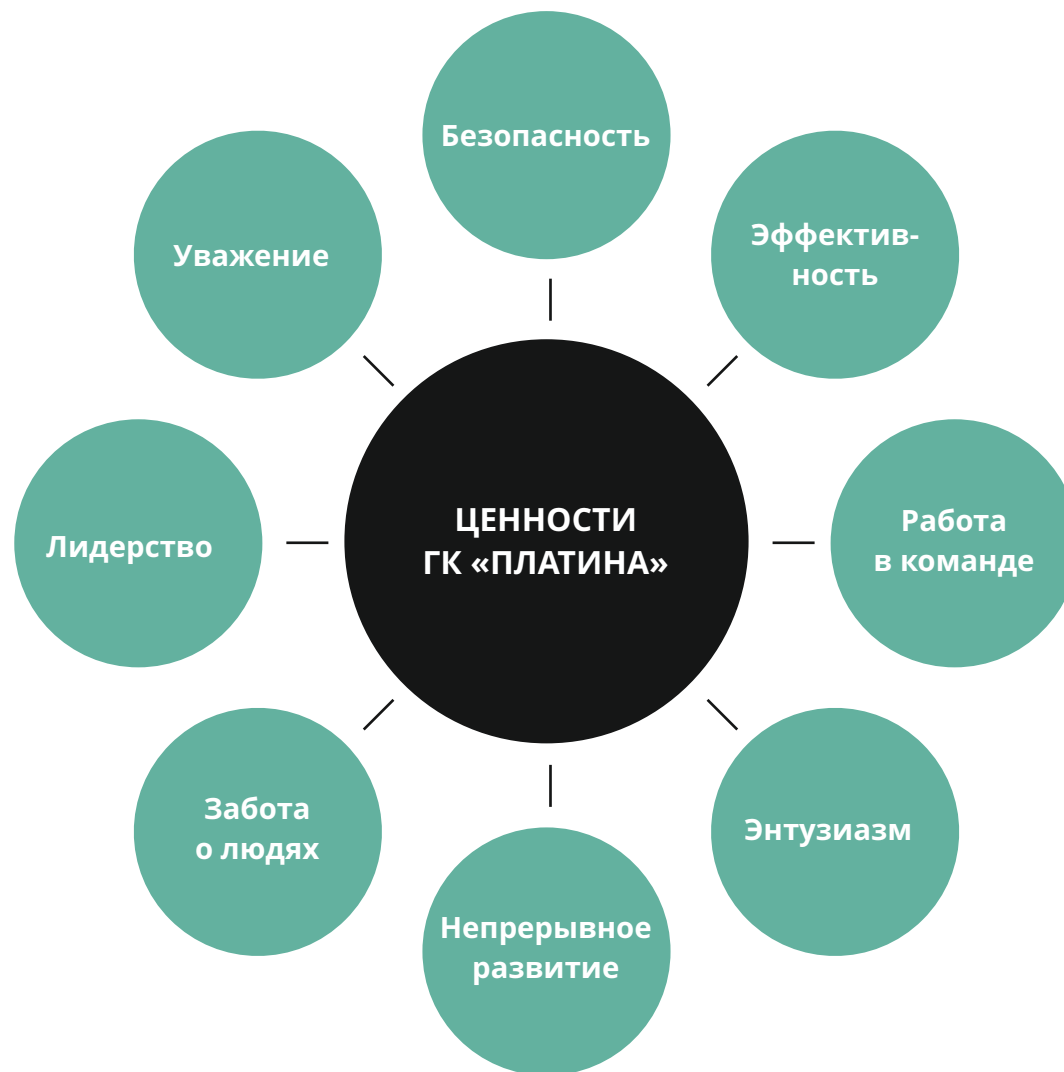 Безопасность
Эффектив-
ность
Уважение
ЦЕННОСТИ
ГК «ПЛАТИНА»
Работа
в команде
Лидерство
Забота
о людях
Энтузиазм
Непрерывное
развитие